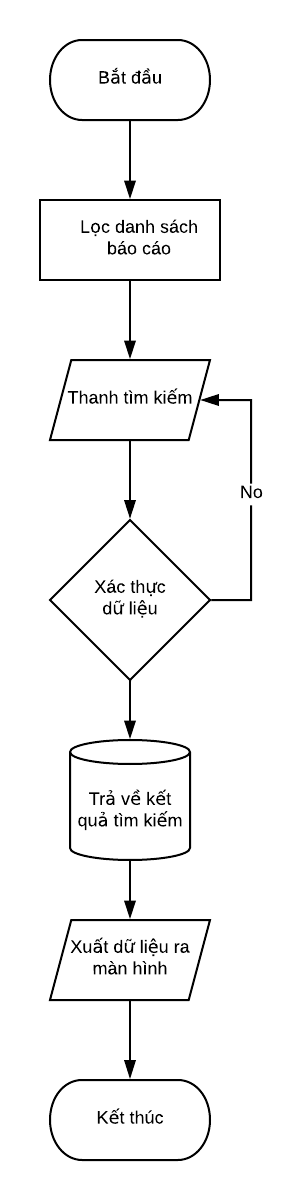 Bắt đầu
Lọc danh sách
báo cáo
Thanh tìm kiếm
No
Xác thực
dữ liệu
Trả về kết
quả tìm kiếm
Xuất dữ liệu ra
màn hình
Kết thúc